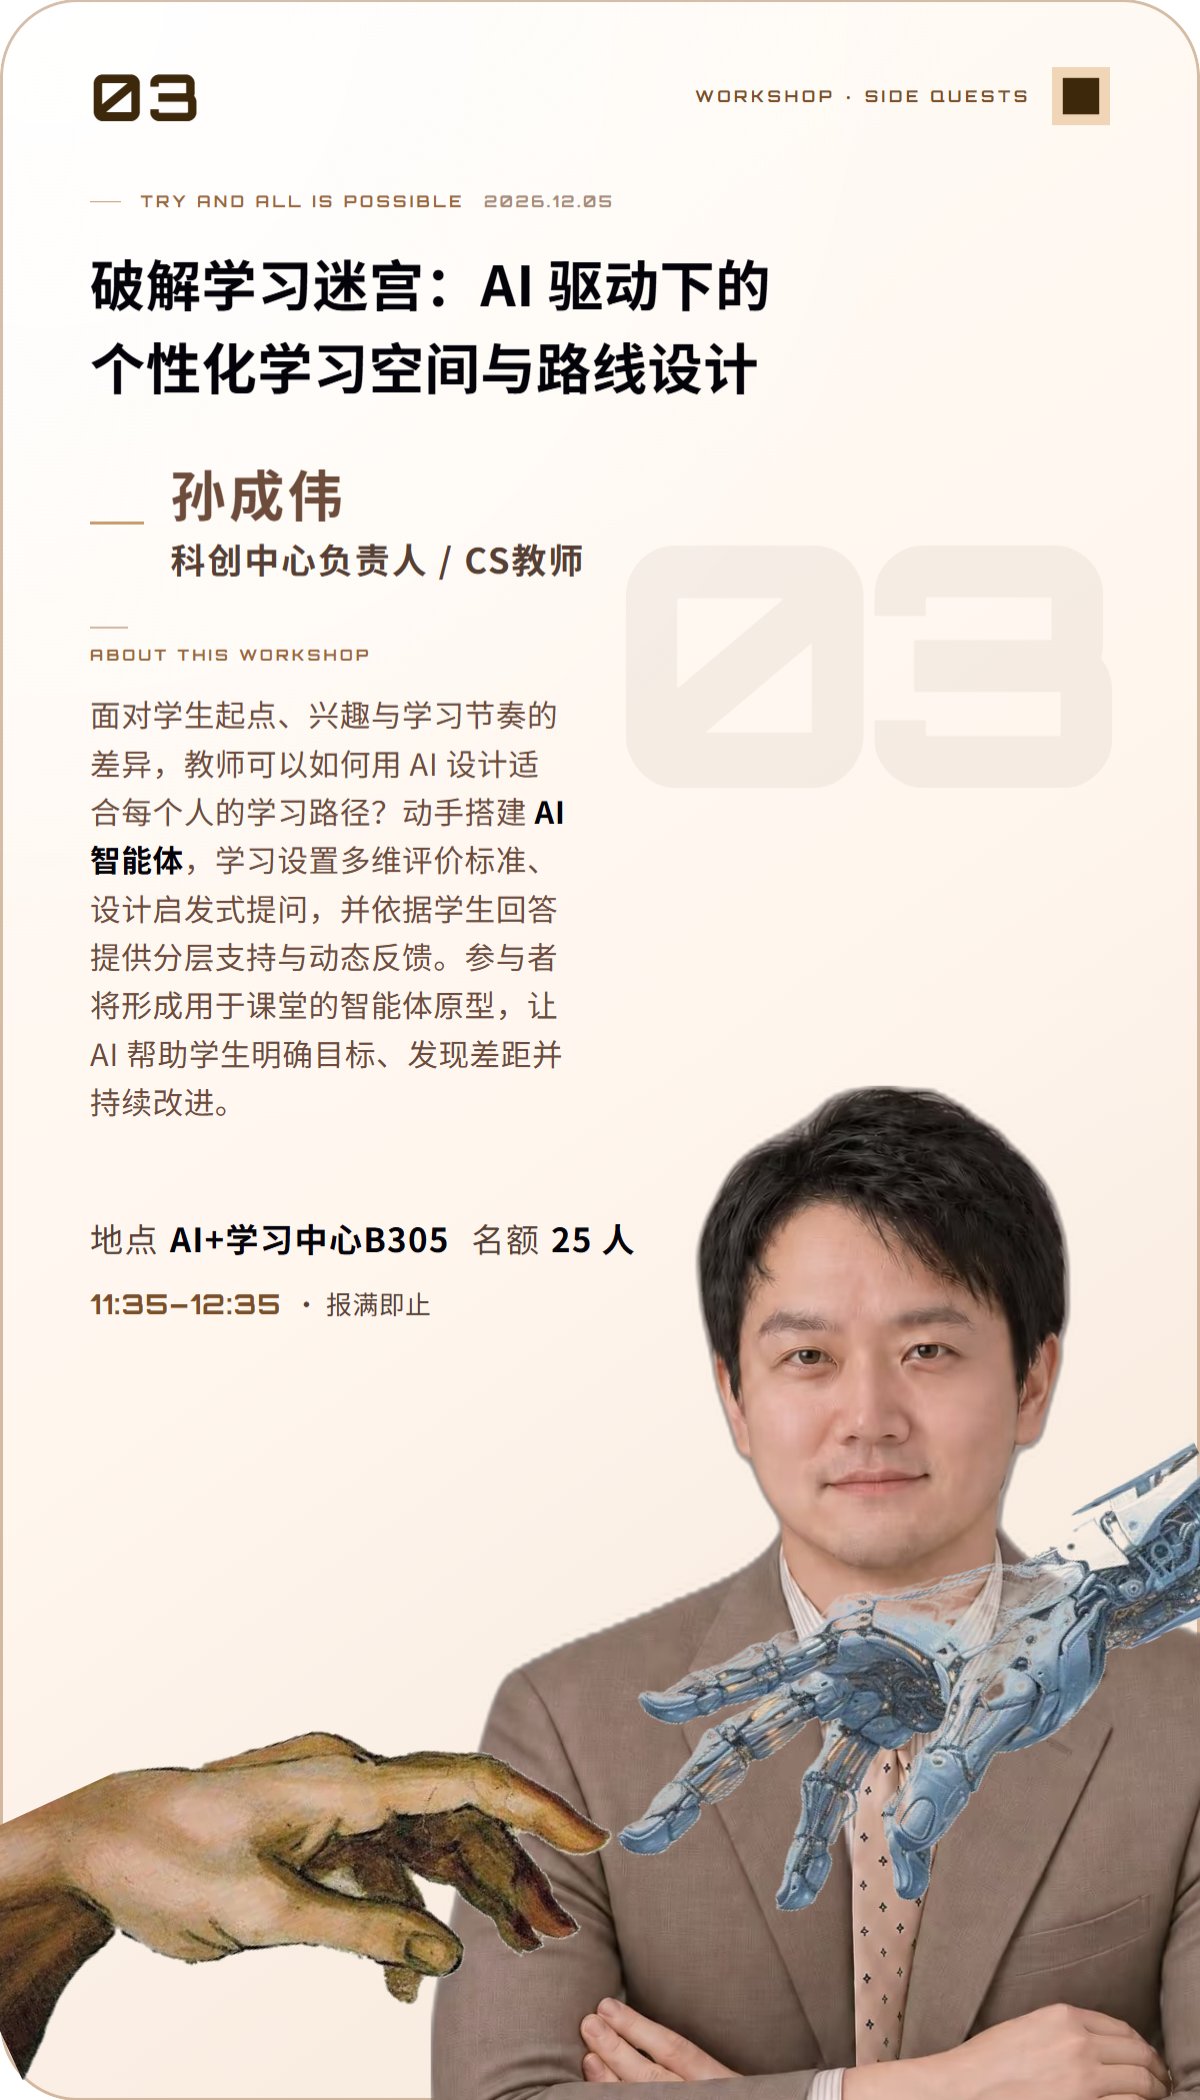 03
WORKSHOP · SIDE QUESTS
TRY AND ALL IS POSSIBLE 2026.12.05
破解学习迷宫：AI 驱动下的
个性化学习空间与路线设计
孙成伟
科创中心负责人 / CS教师
03
ABOUT THIS WORKSHOP
面对学生起点、兴趣与学习节奏的
差异，教师可以如何用 AI 设计适
合每个人的学习路径？动手搭建 AI
智能体，学习设置多维评价标准、
设计启发式提问，并依据学生回答
提供分层支持与动态反馈。参与者
将形成用于课堂的智能体原型，让
AI 帮助学生明确目标、发现差距并
持续改进。
地点 AI+学习中心B305 名额 25 人
11:35–12:35 · 报满即止